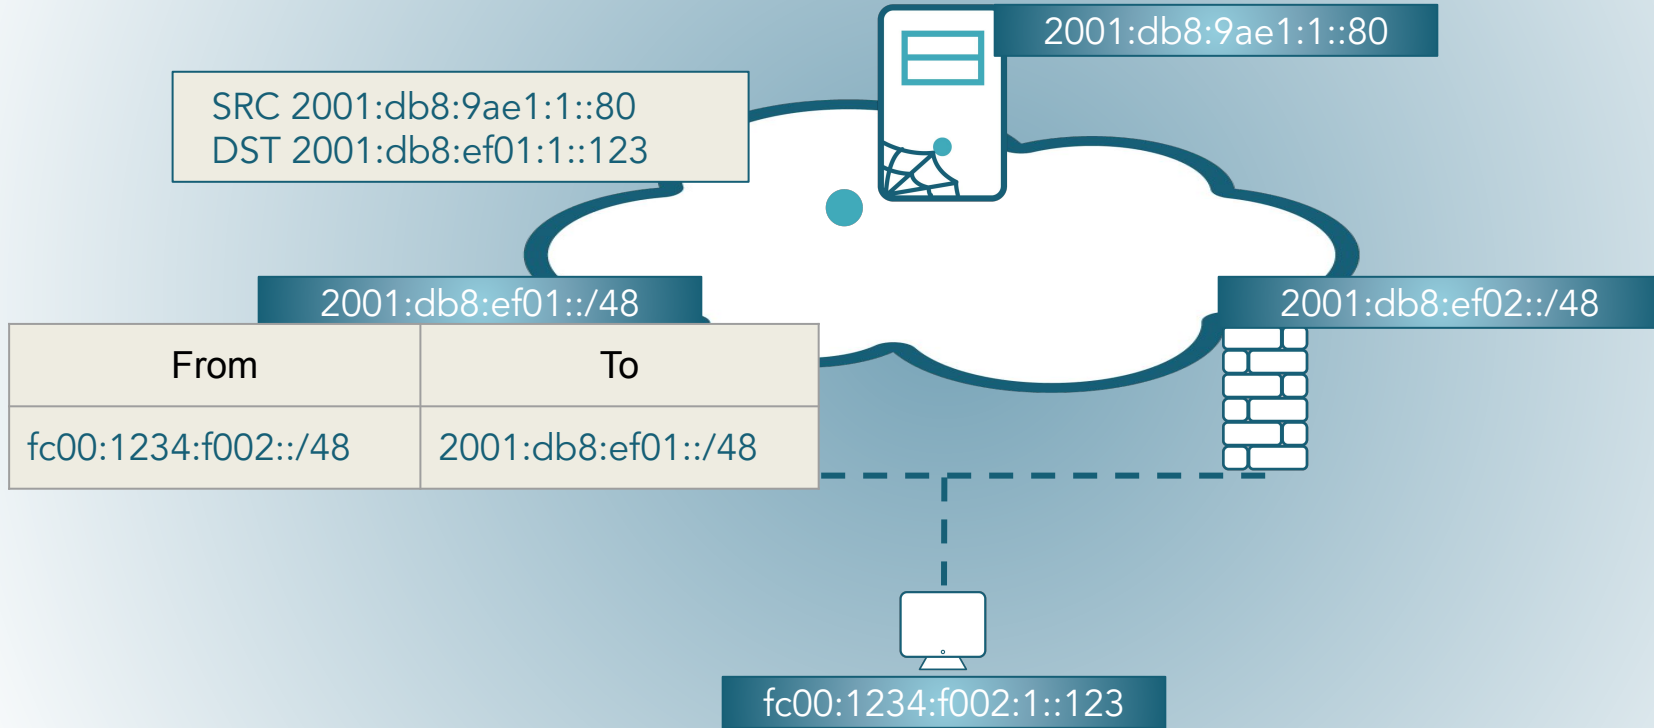 2001:db8:9ae1:1::80
SRC 2001:db8:9ae1:1::80
DST 2001:db8:ef01:1::123
2001:db8:ef01::/48
2001:db8:ef02::/48
From To
fc00:1234:f002::/48 2001:db8:ef01::/48
fc00:1234:f002:1::123